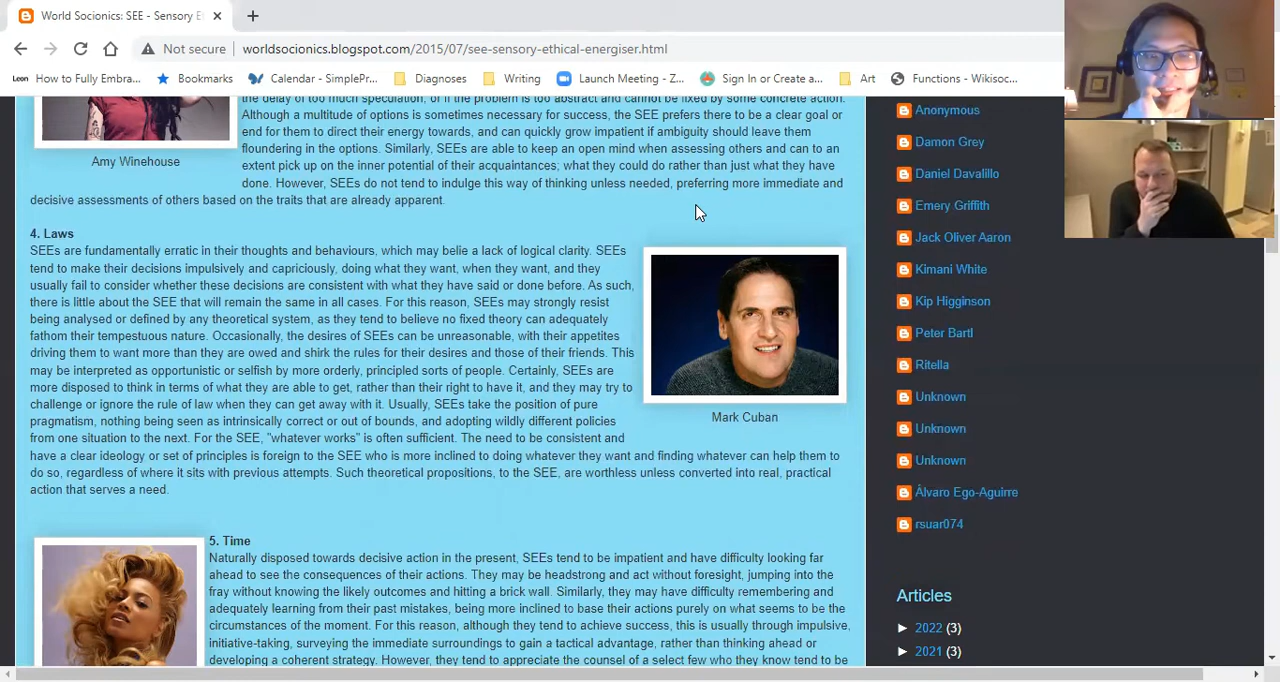 World Socionics: SEE - Sensory E
Not secure
worldsocionics.blogspot.com/2015/07/see-sensory-ethical-energiser.html
Leon
How to Fully Embra...
Bookmarks
Calendar - SimplePr...
Diagnoses
Writing
Launch Meeting - Z...
Sign In or Create a...
Art
Functions - Wikisoc...
the delay of too much speculation, or if the problem is too abstract and cannot be fixed by some concrete action.
Although a multitude of options is sometimes necessary for success, the SEE prefers there to be a clear goal or
end for them to direct their energy towards, and can quickly grow impatient if ambiguity should leave them
floundering in the options. Similarly, SEEs are able to keep an open mind when assessing others and can to an
extent pick up on the inner potential of their acquaintances; what they could do rather than just what they have
done. However, SEEs do not tend to indulge this way of thinking unless needed, preferring more immediate and
decisive assessments of others based on the traits that are already apparent.
Amy Winehouse
4. Laws
SEEs are fundamentally erratic in their thoughts and behaviours, which may belie a lack of logical clarity. SEEs
tend to make their decisions impulsively and capriciously, doing what they want, when they want, and they
usually fail to consider whether these decisions are consistent with what they have said or done before. As such,
there is little about the SEE that will remain the same in all cases. For this reason, SEEs may strongly resist
being analysed or defined by any theoretical system, as they tend to believe no fixed theory can adequately
fathom their tempestuous nature. Occasionally, the desires of SEEs can be unreasonable, with their appetites
driving them to want more than they are owed and shirk the rules for their desires and those of their friends. This
may be interpreted as opportunistic selfish by more orderly, principled sorts of people. Certainly, SEEs are
more disposed to think in terms of what they are able to get, rather than their right to have it, and they may try to
challenge or ignore the rule of law when they can get away with it. Usually, SEEs take the position of pure
pragmatism, nothing being seen as intrinsically correct or out of bounds, and adopting wildly different policies
from one situation to the next. For the SEE, "whatever works" is often sufficient. The need to be consistent and
have a clear ideology or set of principles is foreign to the SEE who is more inclined to doing whatever they want and finding whatever can help them to
do so, regardless of where it sits with previous attempts. Such theoretical propositions, to the SEE, are worthless unless converted into real, practical
action that serves a need.
Mark Cuban
5. Time
Naturally disposed towards decisive action in the present, SEEs tend to be impatient and have difficulty looking far
ahead to see the consequences of their actions. They may be headstrong and act without foresight, jumping into the
fray without knowing the likely outcomes and hitting a brick wall. Similarly, they may have difficulty remembering and
adequately learning from their past mistakes, being more inclined to base their actions purely on what seems to be the
circumstances of the moment. For this reason, although they tend to achieve success, this is usually through impulsive,
initiative-taking, surveying the immediate surroundings to gain a tactical advantage, rather than thinking ahead or
developing a coherent strategy. However, they tend to appreciate the counsel of a select few who they know tend to be
Anonymous
Damon Grey
Daniel Davalillo
Emery Griffith
Jack Oliver Aaron
Kimani White
Kip Higginson
Peter Bartl
Ritella
Unknown
Unknown
Unknown
Álvaro Ego-Aguirre
rsuar074
Articles
► 2022 (3)
► 2021 (3)